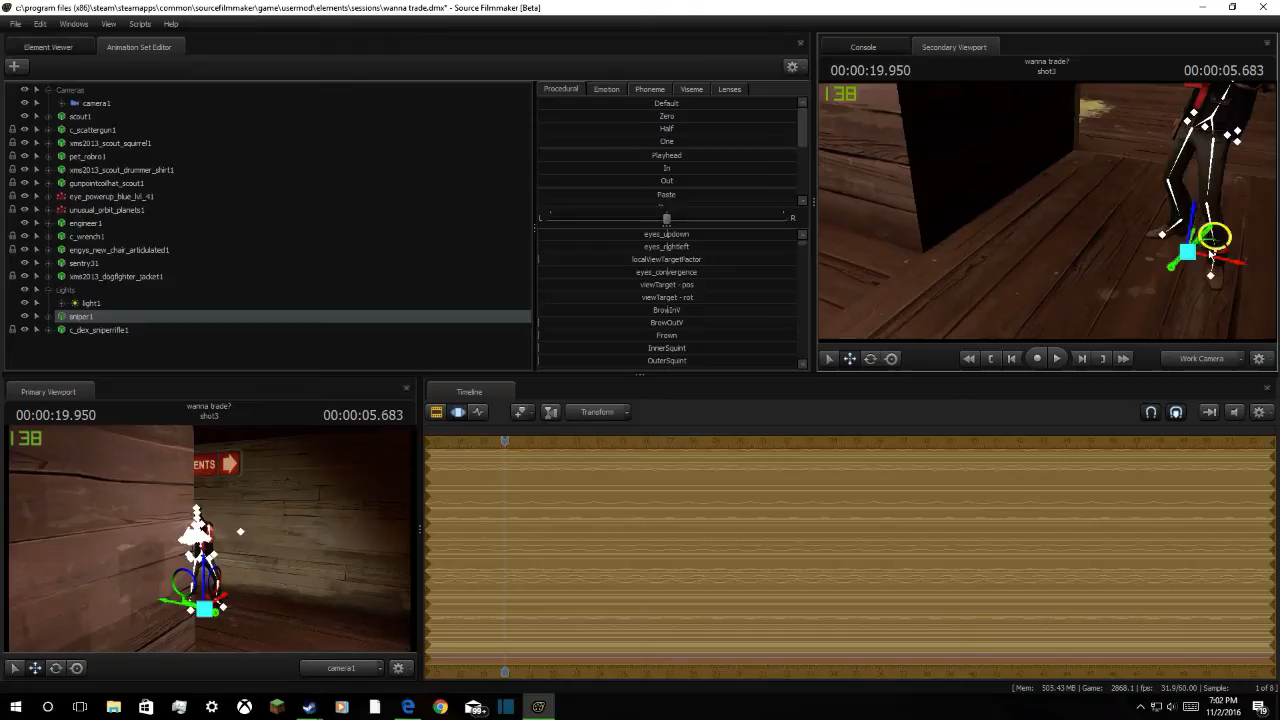 c:\program files (x86)\steam\steamapps\common\sourcefilmmaker\game\usermod\elements\sessions\wanna trade.dmx* - Source Filmmaker [Beta]
File Edit Windows View Scripts Help
Element Viewer Animation Set Editor
Console Secondary Viewport
wanna trade?
00:00:19.950 shot3 00:00:05.683
138
Procedural Emotion Phoneme Viseme Lenses
Default
Zero
Half
One
Playhead
In
Out
Paste
L R
eyes_updown
eyes_rightleft
localViewTargetFactor
eyes_convergence
viewTarget - pos
viewTarget - rot
BrowInV
BrowOutV
Frown
InnerSquint
OuterSquint
Cameras
camera1
scout1
c_scattergun1
xms2013_scout_squirrel1
pet_robro1
xms2013_scout_drummer_shirt1
gunpointcoilhat_scout1
eye_powerup_blue_lvl_41
unusual_orbit_planets1
engineer1
c_wrench1
engys_new_chair_articulated1
sentry31
xms2013_dogfighter_jacket1
Lights
light1
sniper1
c_dex_sniperrifle1
Work Camera
Primary Viewport
wanna trade?
00:00:19.950 shot3 00:00:05.683
138
ENTS
camera1
Timeline
Transform
[Mem: 505.43 MB | Game: 2868.1 | fps: 31.9/60.00 | Sample: 1 of 8]
99+
7:02 PM
11/2/2016
19